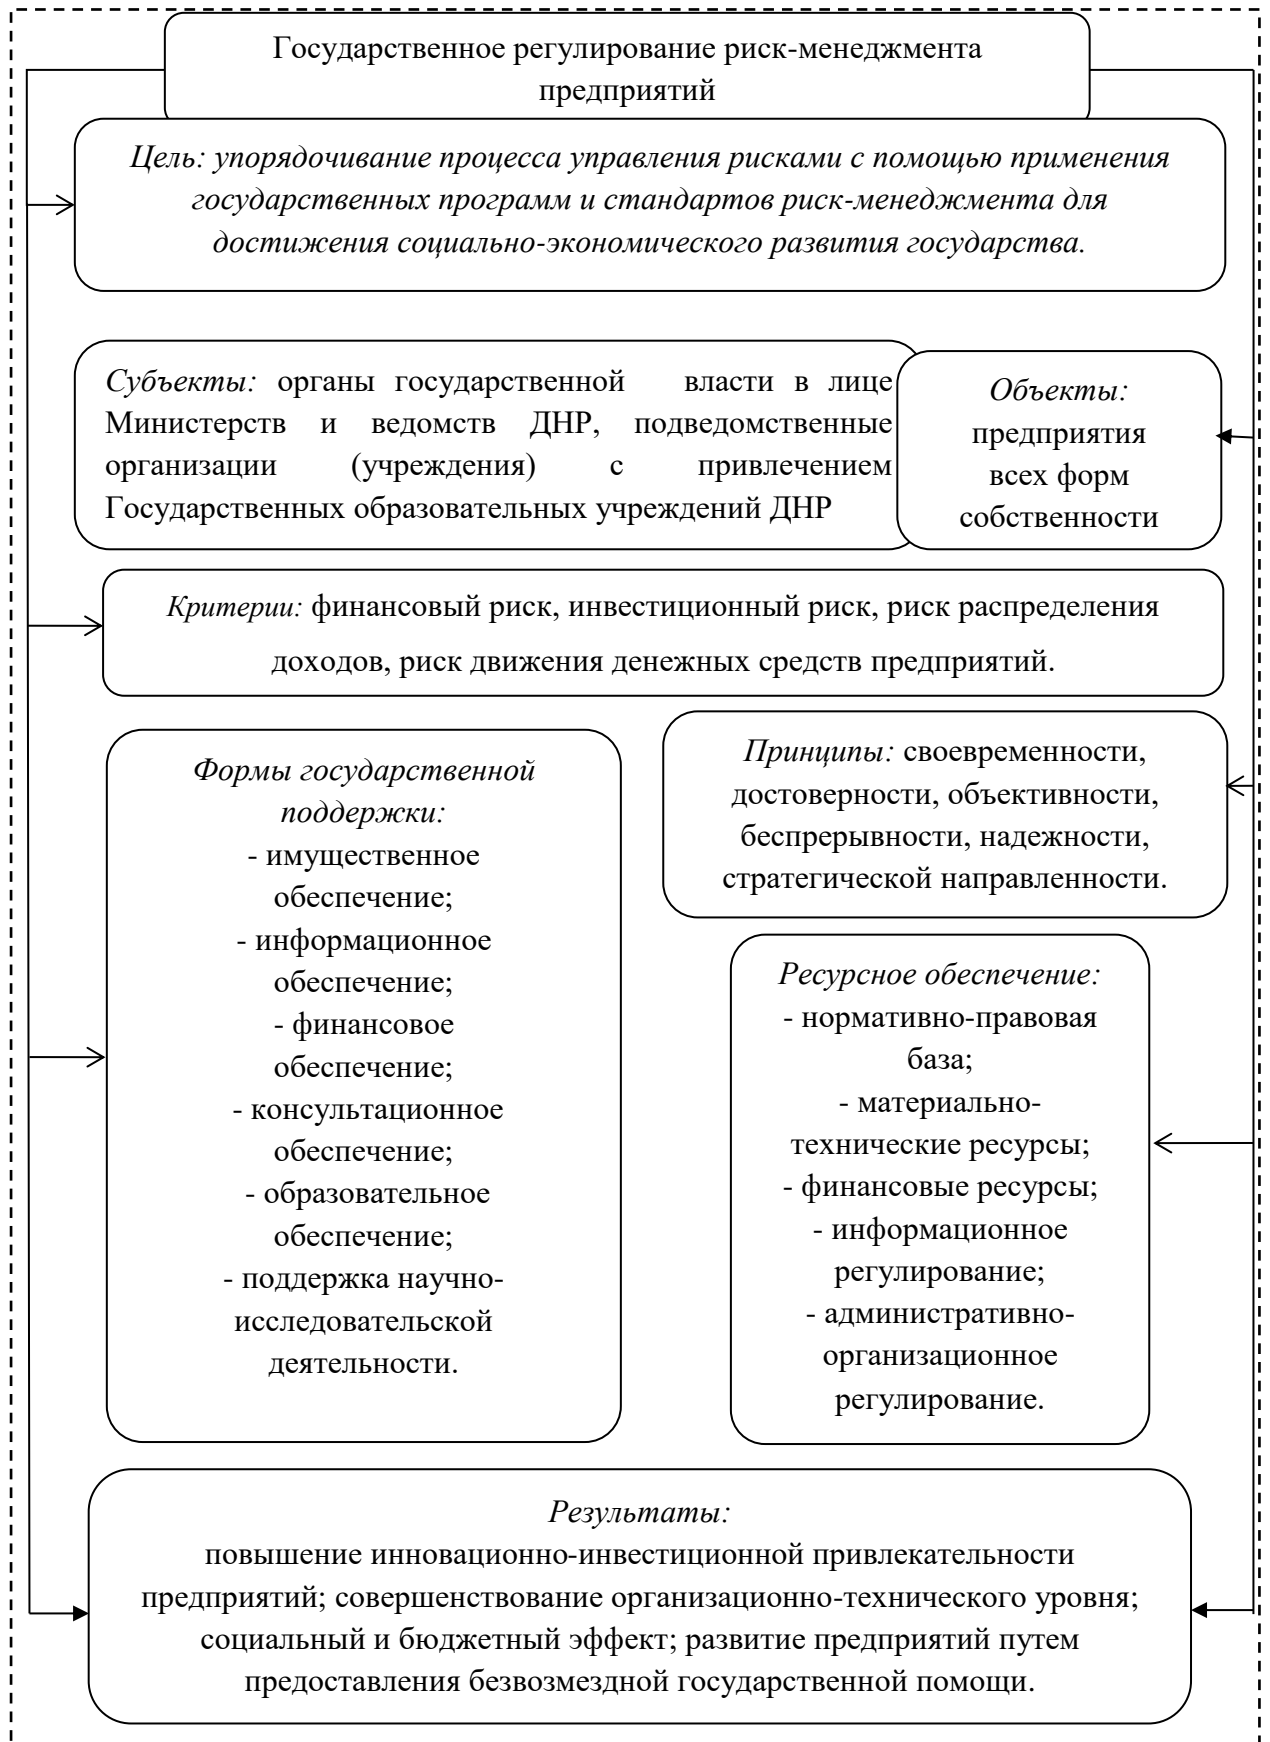 Государственное регулирование риск-менеджмента
предприятий
Цель: упорядочивание процесса управления рисками с помощью применения
государственных программ и стандартов риск-менеджмента для
достижения социально-экономического развития государства.
Субъекты: органы государственной власти в лице
Министерств и ведомств ДНР, подведомственные
организации (учреждения) с привлечением
Государственных образовательных учреждений ДНР
Объекты:
предприятия
всех форм
собственности
Критерии: финансовый риск, инвестиционный риск, риск распределения
доходов, риск движения денежных средств предприятий.
Формы государственной
поддержки:
- имущественное
обеспечение;
- информационное
обеспечение;
- финансовое
обеспечение;
- консультационное
обеспечение;
- образовательное
обеспечение;
- поддержка научно-
исследовательской
деятельности.
Принципы: своевременности,
достоверности, объективности,
беспрерывности, надежности,
стратегической направленности.
Ресурсное обеспечение:
- нормативно-правовая
база;
- материально-
технические ресурсы;
- финансовые ресурсы;
- информационное
регулирование;
- административно-
организационное
регулирование.
Результаты:
повышение инновационно-инвестиционной привлекательности
предприятий; совершенствование организационно-технического уровня;
социальный и бюджетный эффект; развитие предприятий путем
предоставления безвозмездной государственной помощи.